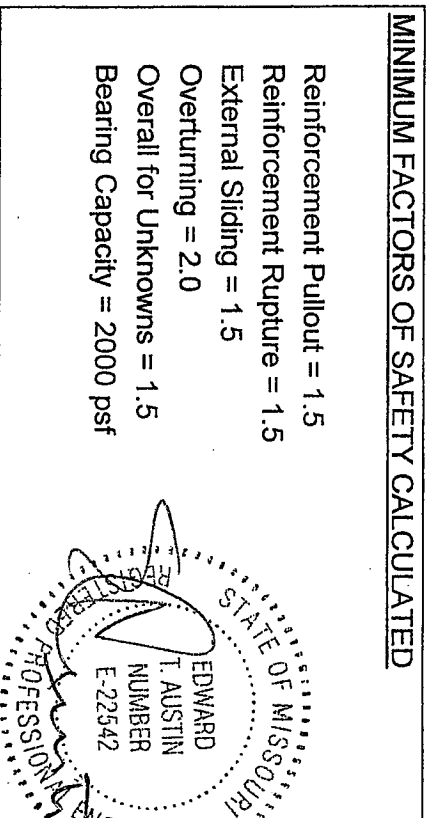 MINIMUM FACTORS OF SAFETY CALCULATED
Reinforcement Pullout = 1.5
Reinforcement Rupture = 1.5
External Sliding = 1.5
Overturning = 2.0
Overall for Unknowns = 1.5
Bearing Capacity = 2000 psf
STATE OF MISSOURI
EDWARD
T. AUSTIN
NUMBER
E-22542
REGISTERED